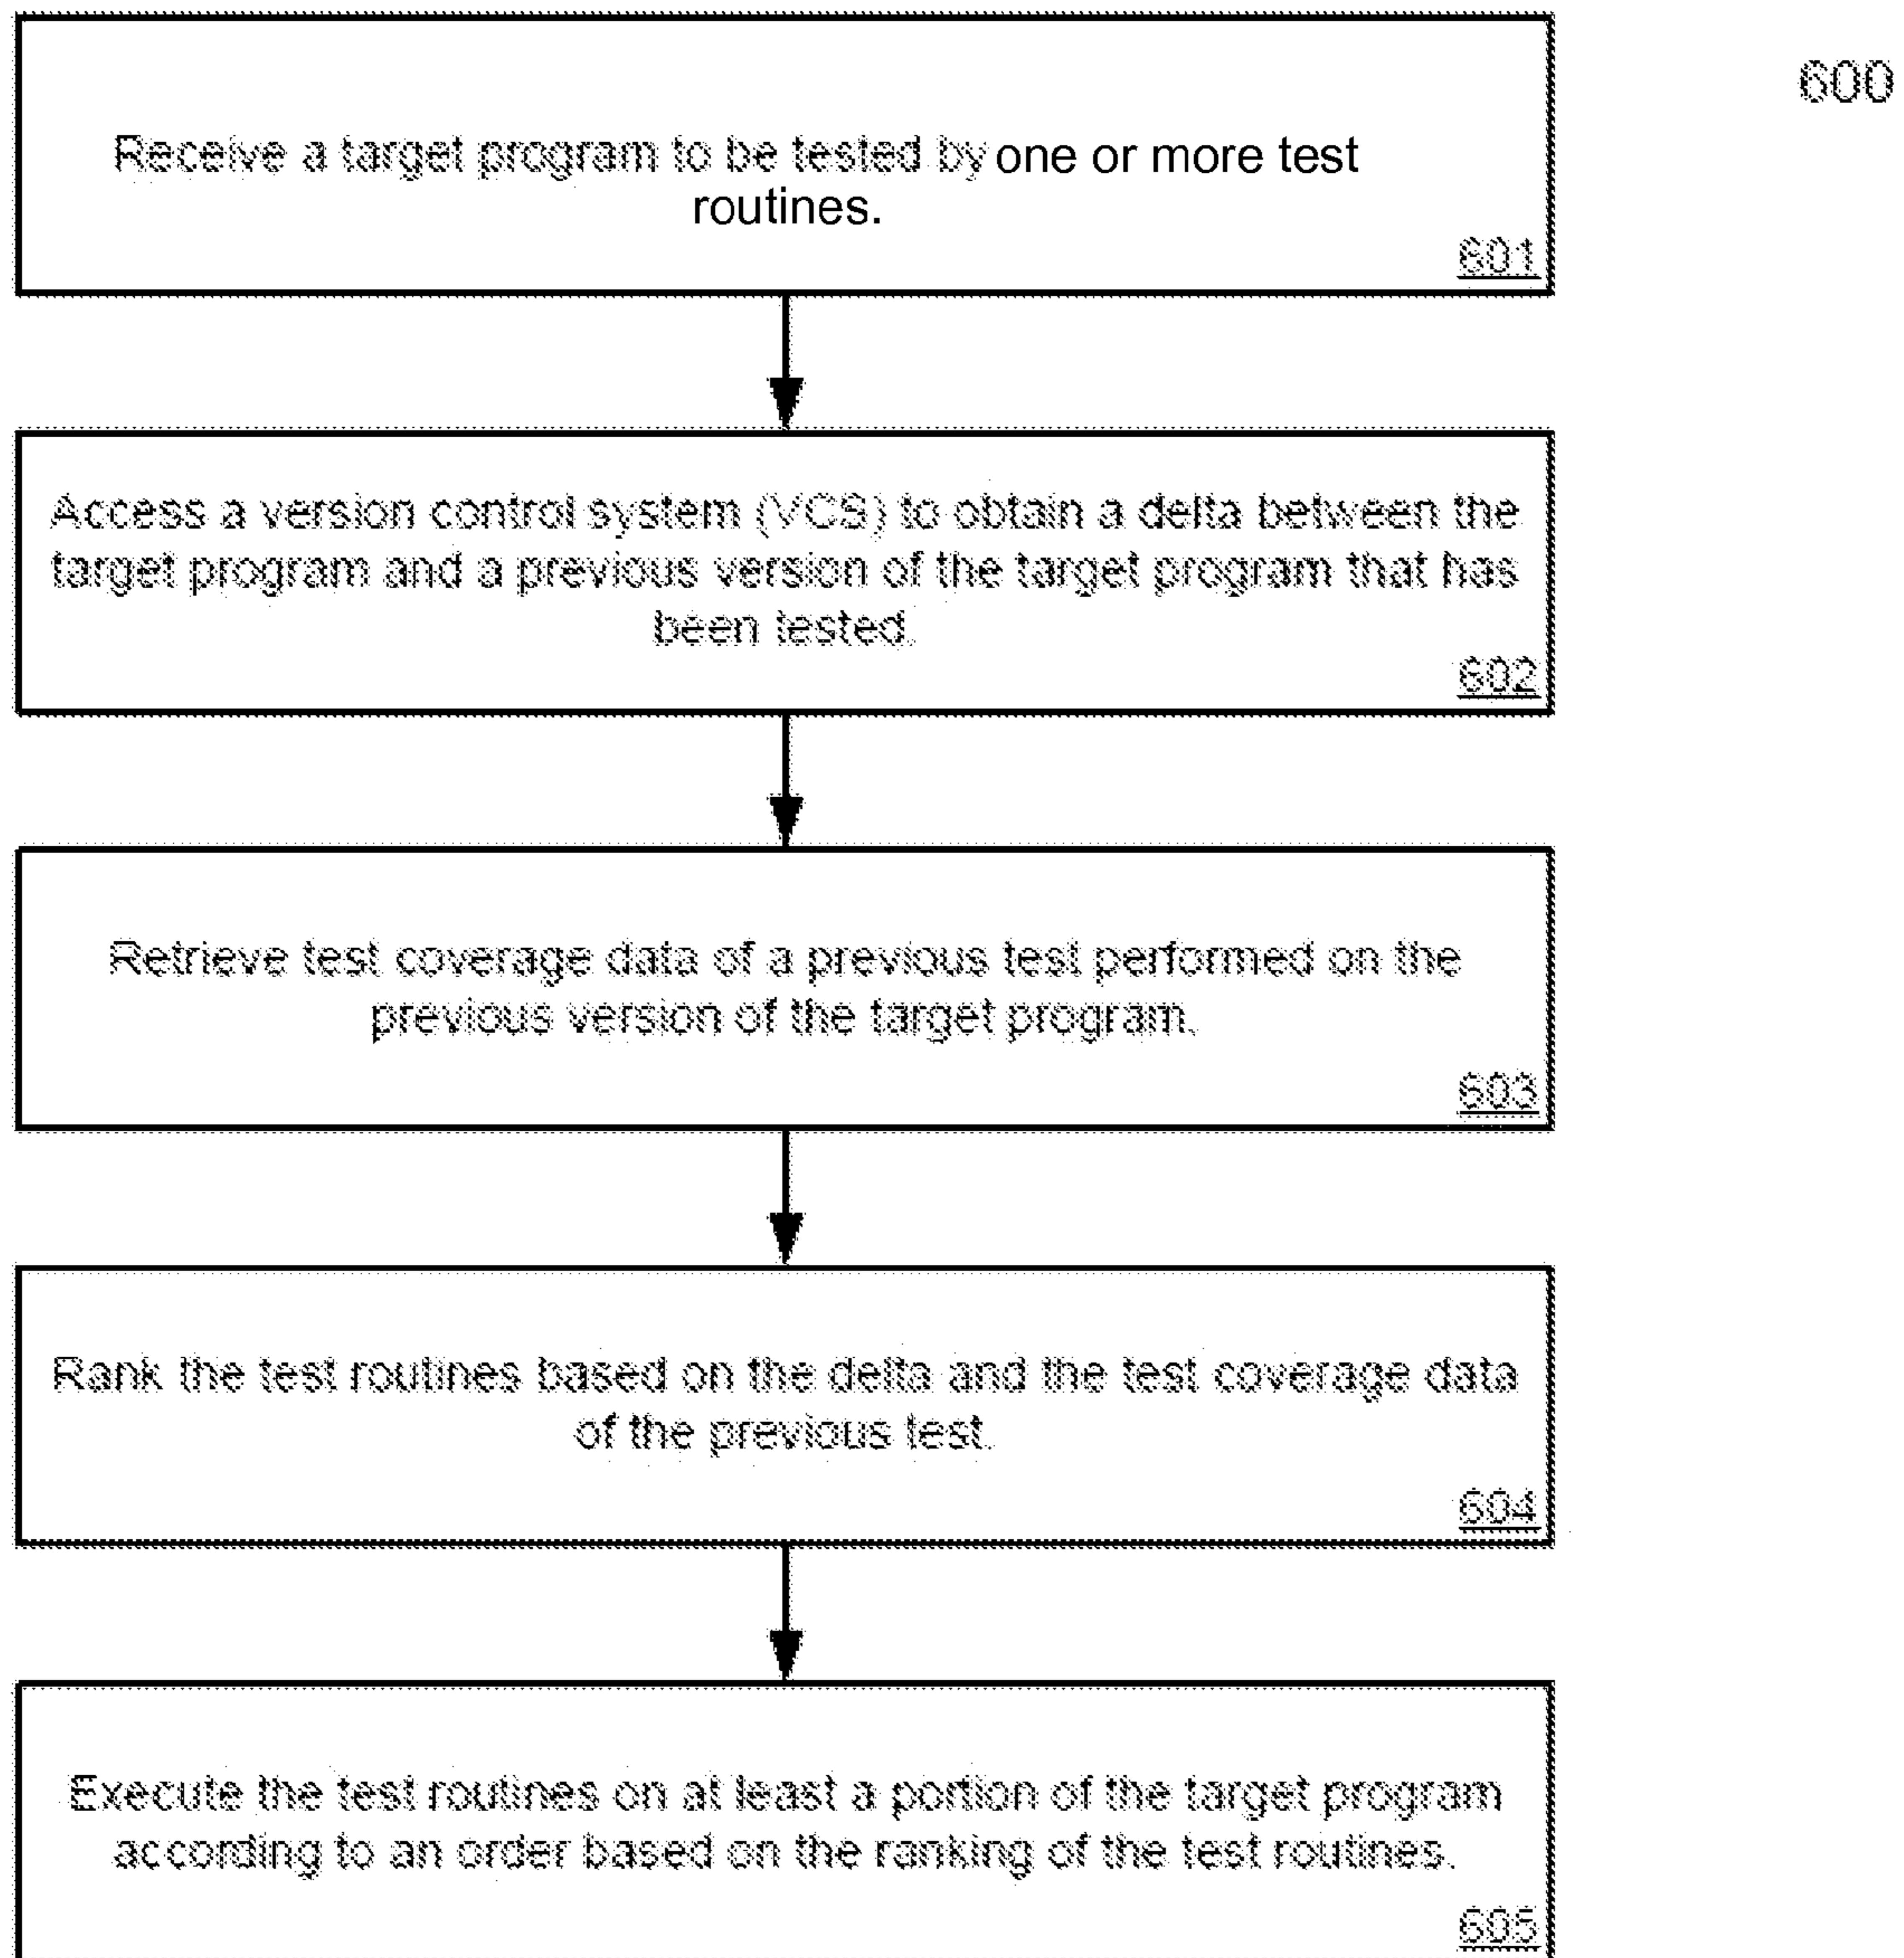 600
Receive a target program to be tested by one or more test
routines.
601
Access a version control system (VCS) to obtain a delta between the
target program and a previous version of the target program that has
been tested.
602
Retrieve test coverage data of a previous test performed on the
previous version of the target program.
603
Rank the test routines based on the delta and the test coverage data
of the previous test.
604
Execute the test routines on at least a portion of the target program
according to an order based on the ranking of the test routines.
605